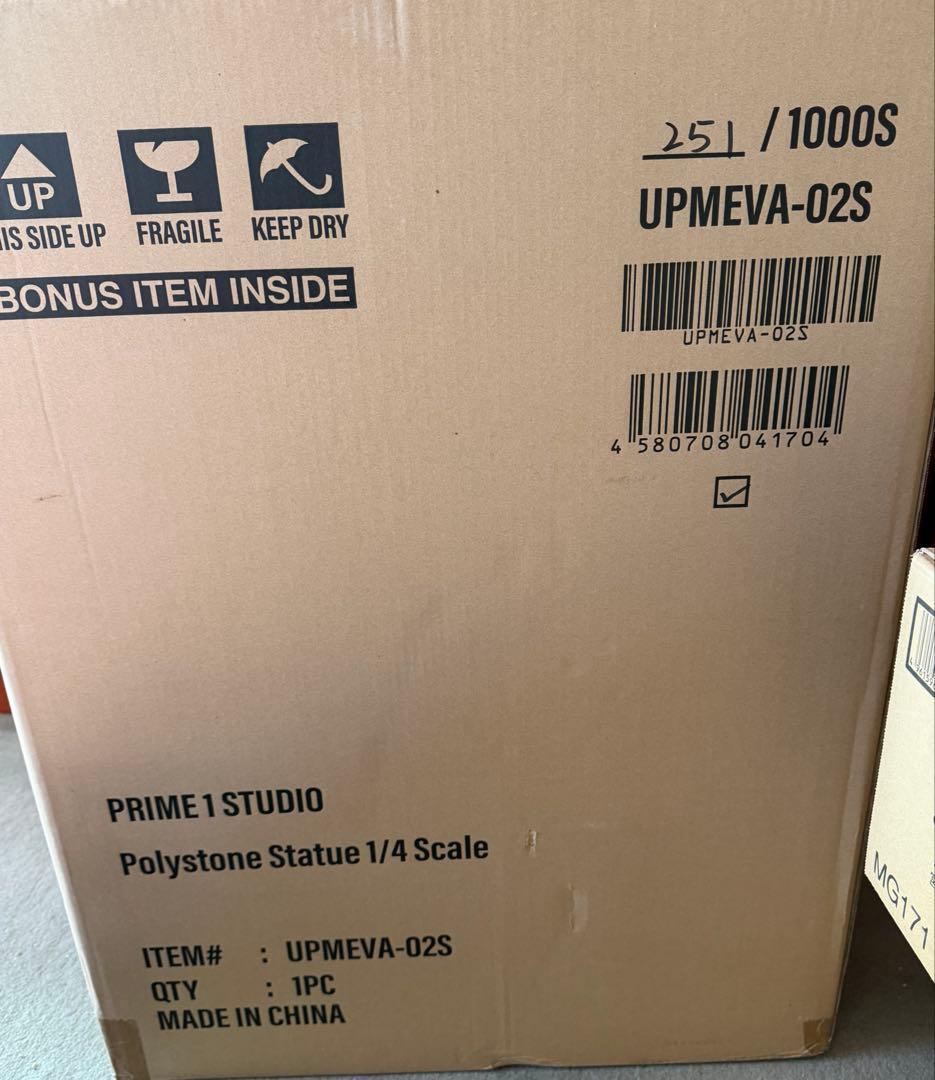 251 / 1000S
UPMEVA-02S
UP
IS SIDE UP
FRAGILE
KEEP DRY
BONUS ITEM INSIDE
UPMEVA-02S
4 580708 041704
PRIME 1 STUDIO
Polystone Statue 1/4 Scale
ITEM# : UPMEVA-02S
QTY : 1PC
MADE IN CHINA
MG171